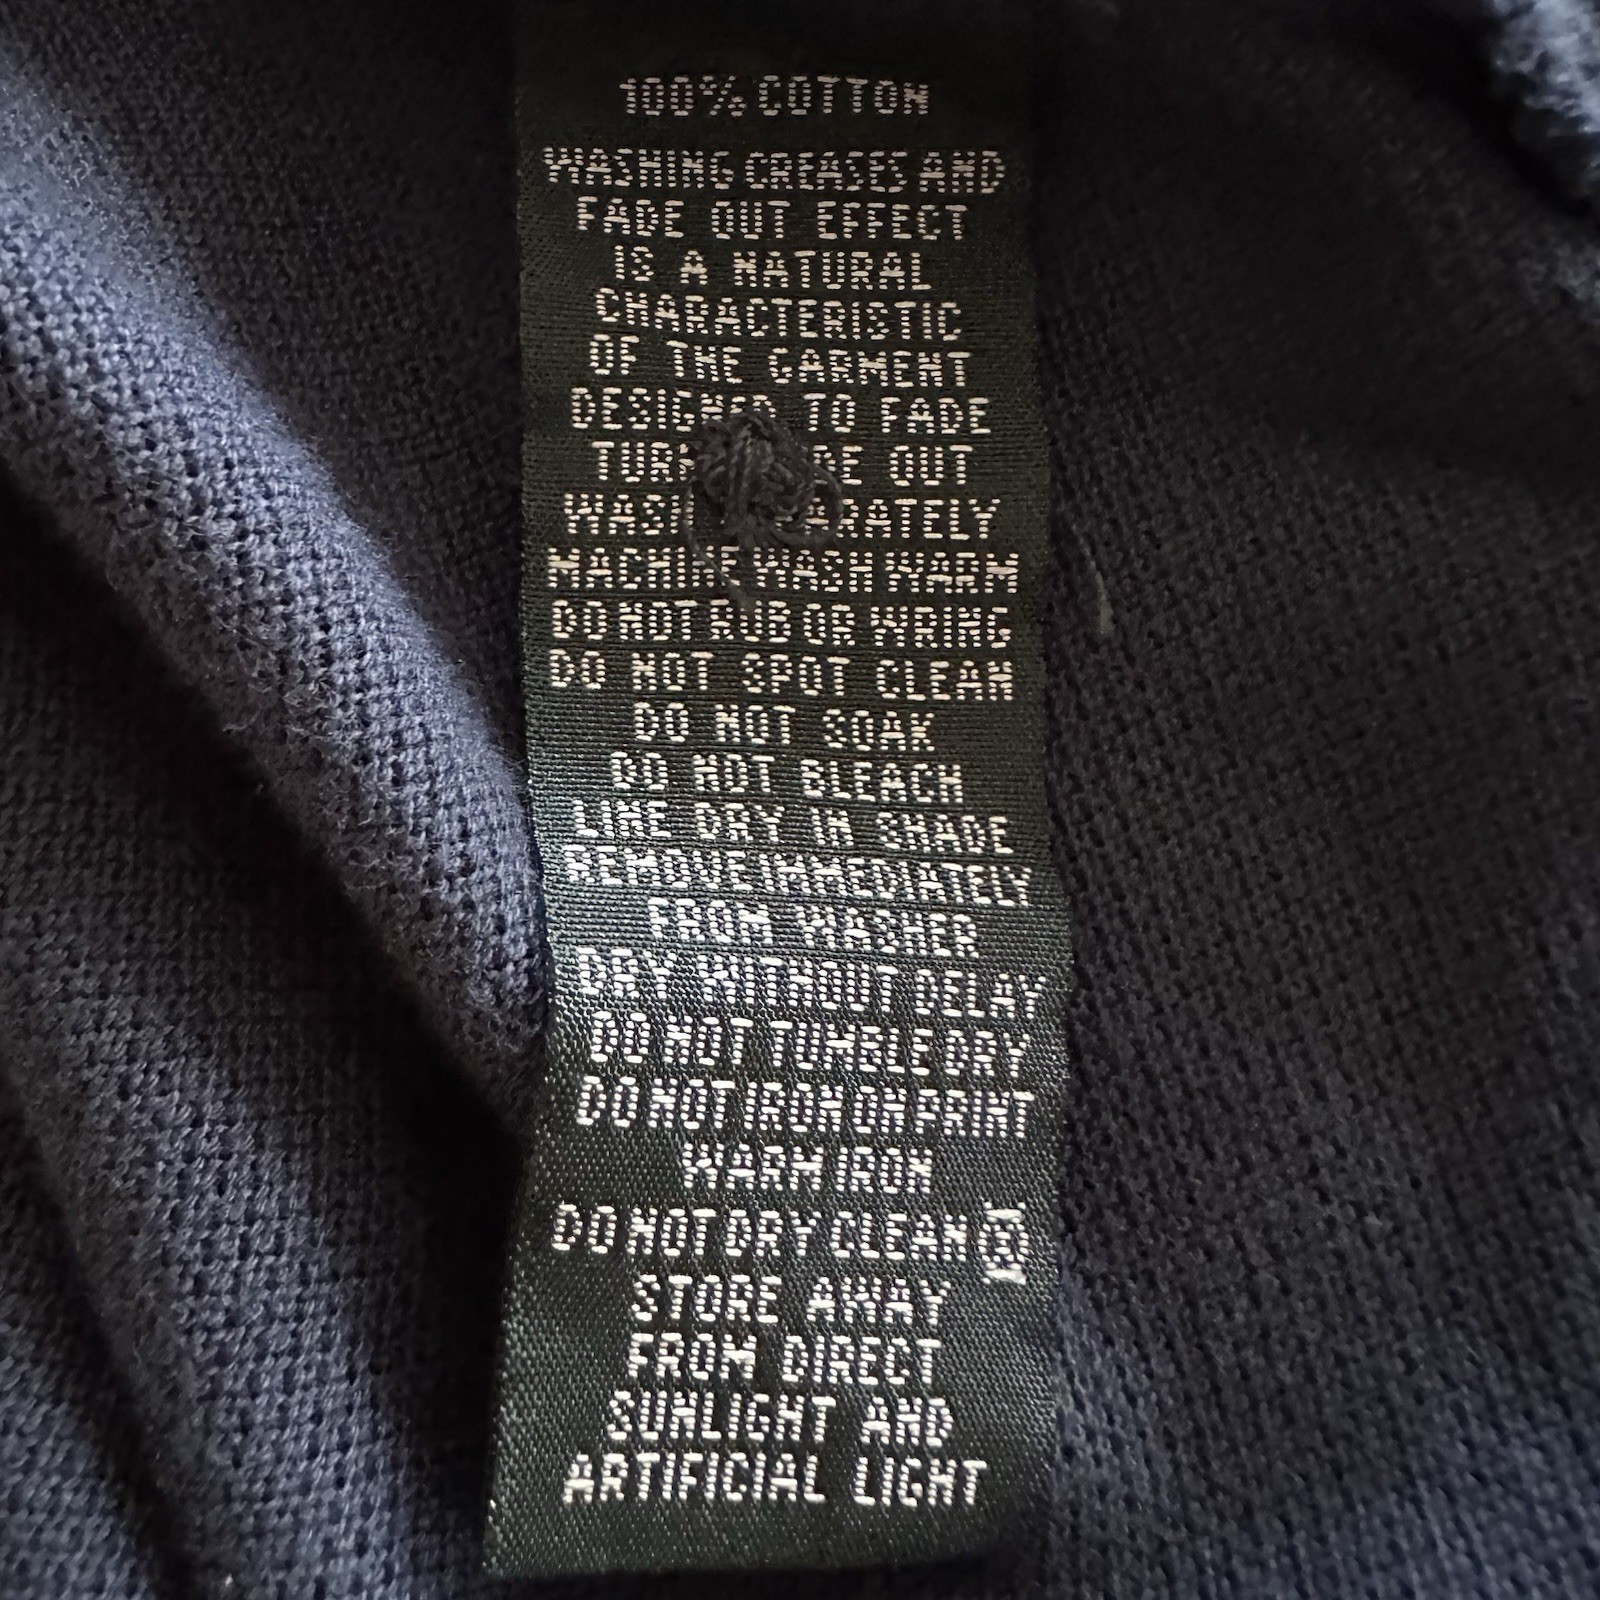 100% COTTON
WASHING CREASES AND
FADE OUT EFFECT
IS A NATURAL
CHARACTERISTIC
OF THE GARMENT
DESIGNED TO FADE
OUT
WASH
MACHINE WASH WARM
DO NOT RUB OR WRING
DO NOT SPOT CLEAN
DO NOT SOAK
DO NOT BLEACH
LINE DRY IN SHADE
REMOVE IMMEDIATELY
FROM WASHER
DRY WITHOUT DELAY
DO NOT TUMBLE DRY
DO NOT IRON ON PRINT
WARM IRON
DO NOT DRY CLEAN
STORE AWAY
FROM DIRECT
SUNLIGHT AND
ARTIFICIAL LIGHT